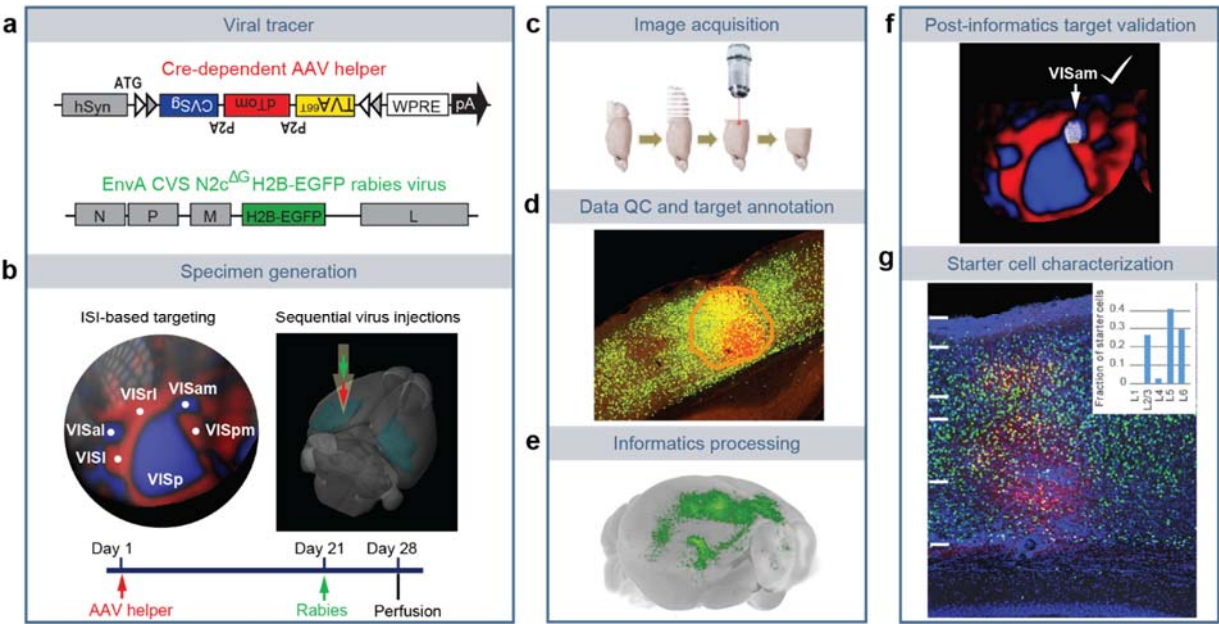 a
Viral tracer
Cre-dependent AAV helper
ATG
hSyn
CVSg
dTom
TVA66T
WPRE
pA
P2A
P2A
EnvA CVS N2cΔG H2B-EGFP rabies virus
N
P
M
H2B-EGFP
L
b
Specimen generation
ISI-based targeting
Sequential virus injections
VISrl
VISam
VISal
VISpm
VISl
VISp
Day 1
Day 21
Day 28
AAV helper
Rabies
Perfusion
c
Image acquisition
d
Data QC and target annotation
e
Informatics processing
f
Post-informatics target validation
VISam
g
Starter cell characterization
Fraction of starter cells
0.4
0.3
0.2
0.1
0
L1
L2/3
L4
L5
L6